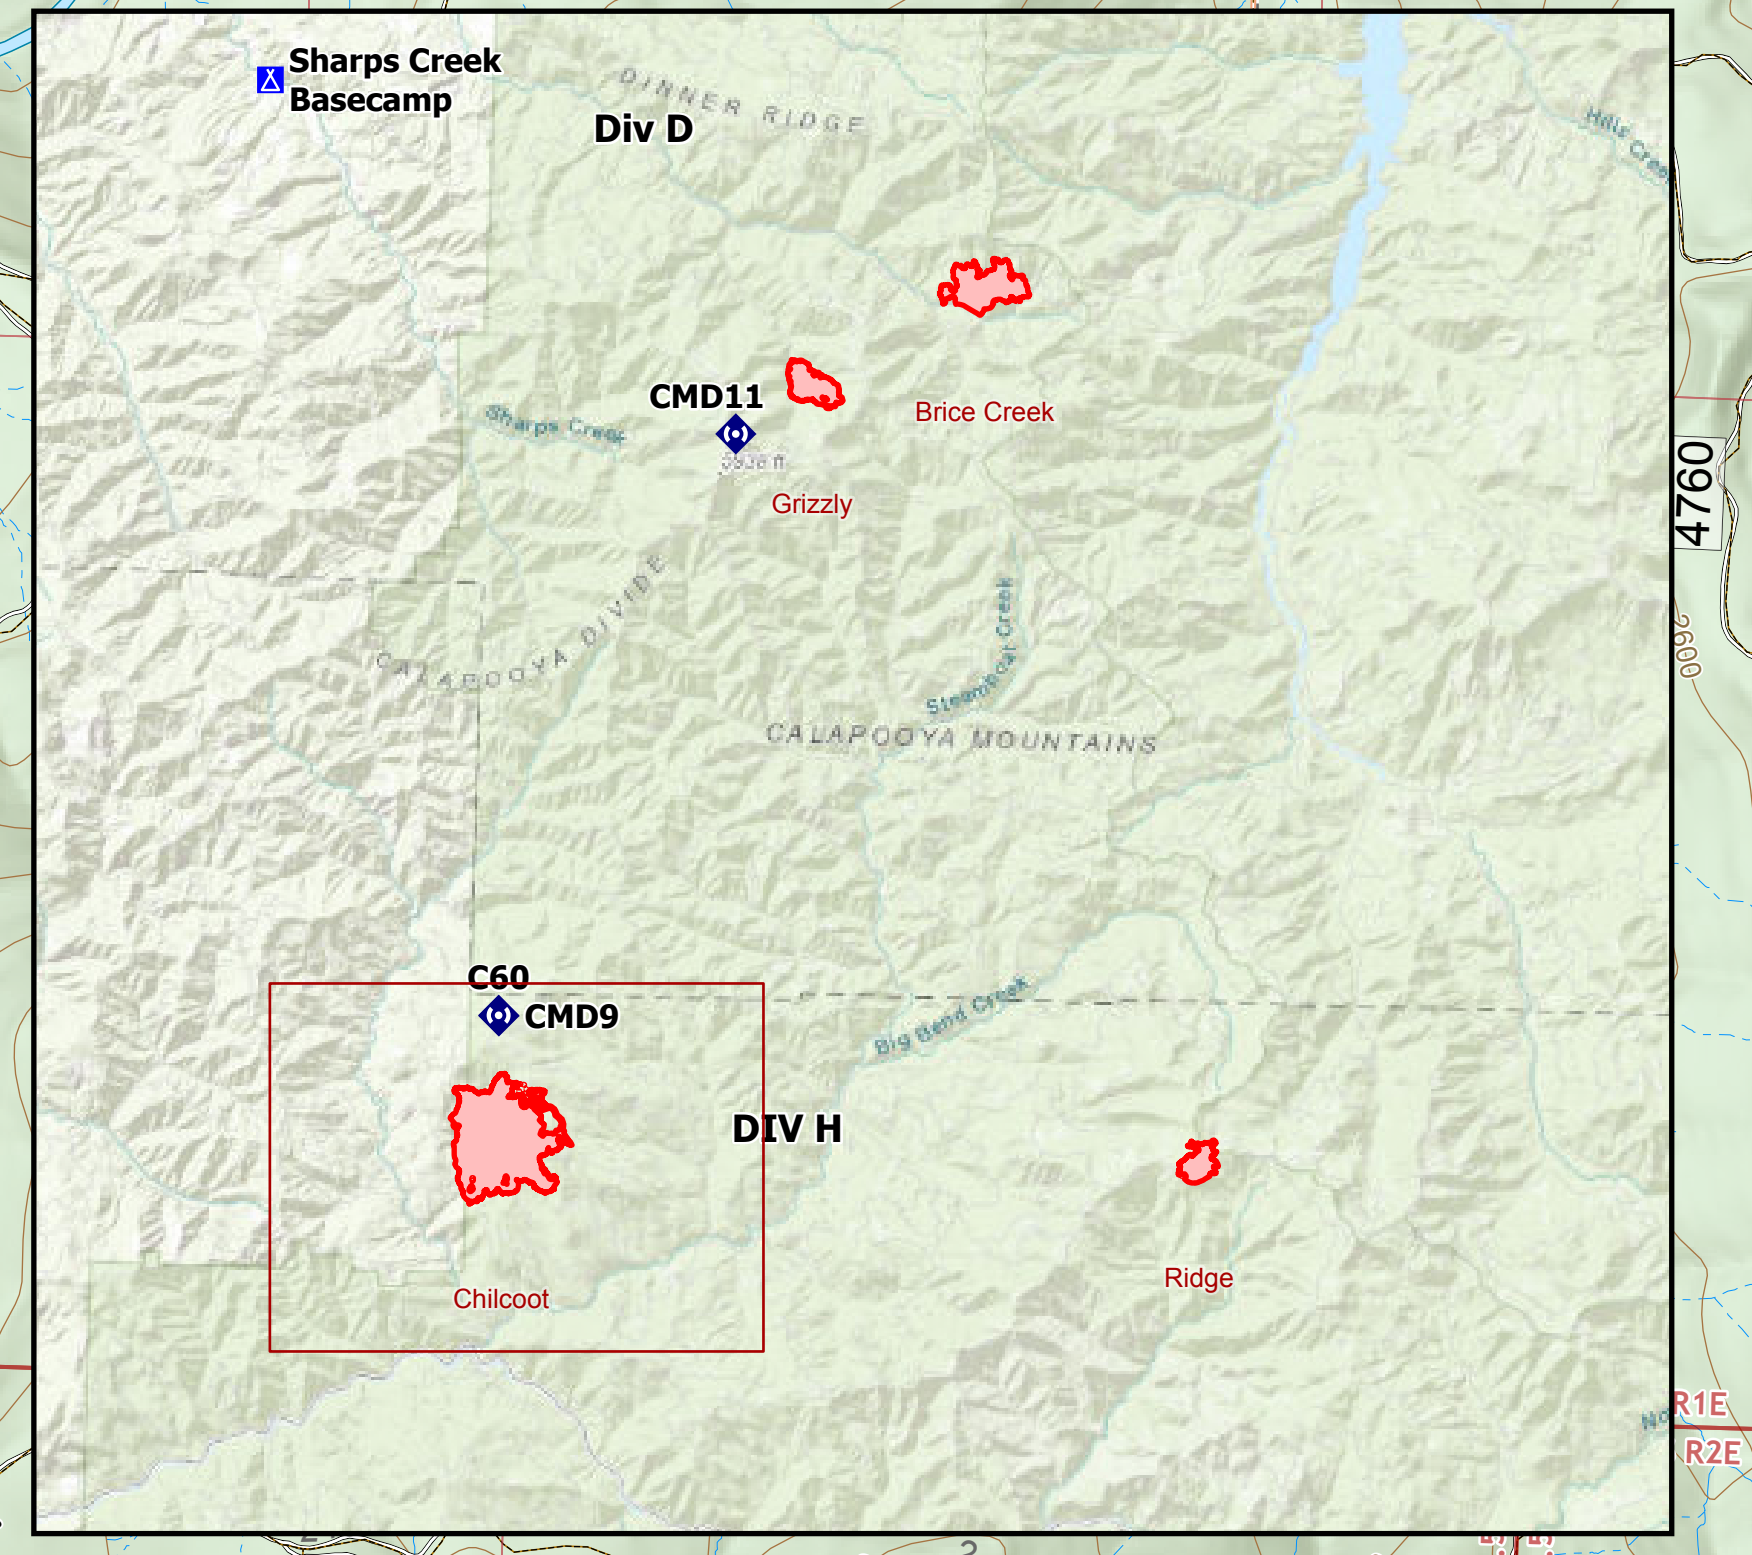 Sharps Creek
Basecamp
DINNER RIDGE
Div D
Hills
CMD11
Sharps Creek
Brice Creek
Grizzly
4760
2600
CALAPOOYA DIVIDE
Steamboat Creek
CALAPOOYA MOUNTAINS
C60
CMD9
Big Bend Creek
DIV H
Chilcoot
Ridge
R1E
R2E